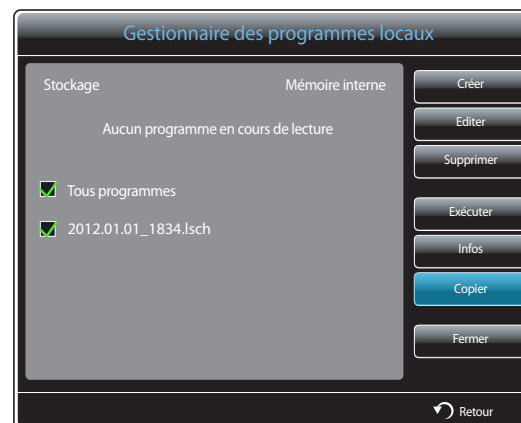 Gestionnaire des programmes locaux
Stockage Mémoire interne
Aucun programme en cours de lecture
Tous programmes
2012.01.01_1834.lsch
Créer
Editer
Supprimer
Exécuter
Infos
Copier
Fermer
Retour